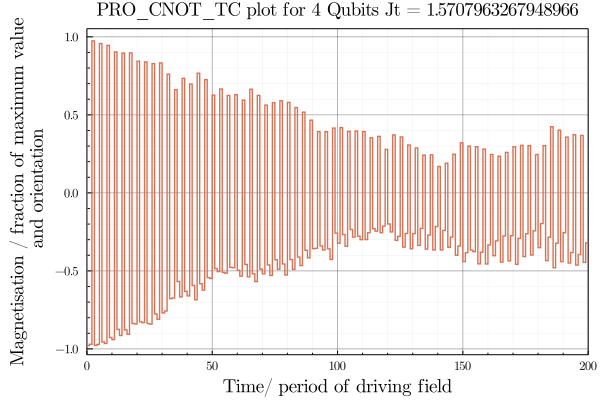 PRO_CNOT_TC plot for 4 Qubits Jt = 1.5707963267948966
Magnetisation / fraction of maximum value
and orientation
1.0
0.5
0.0
−0.5
−1.0
0
50
100
150
200
Time/ period of driving field